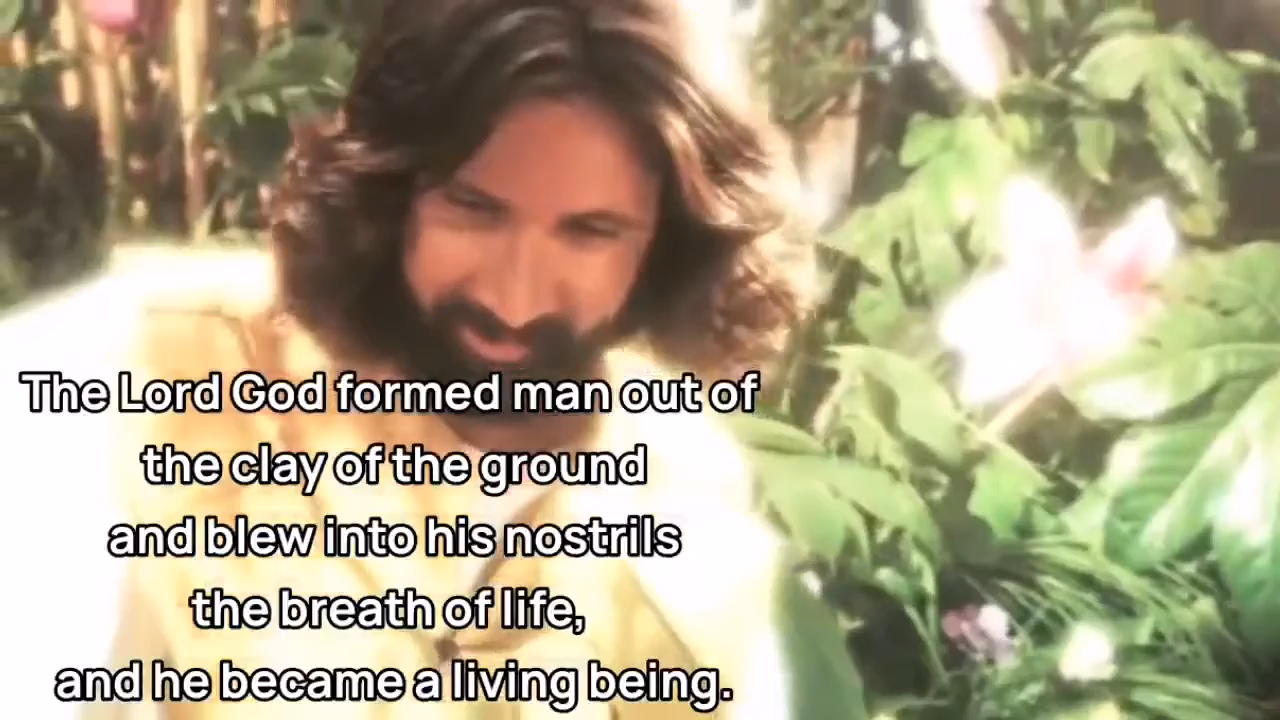 The Lord God formed man out of
the clay of the ground
and blew into his nostrils
the breath of life,
and he became a living being.